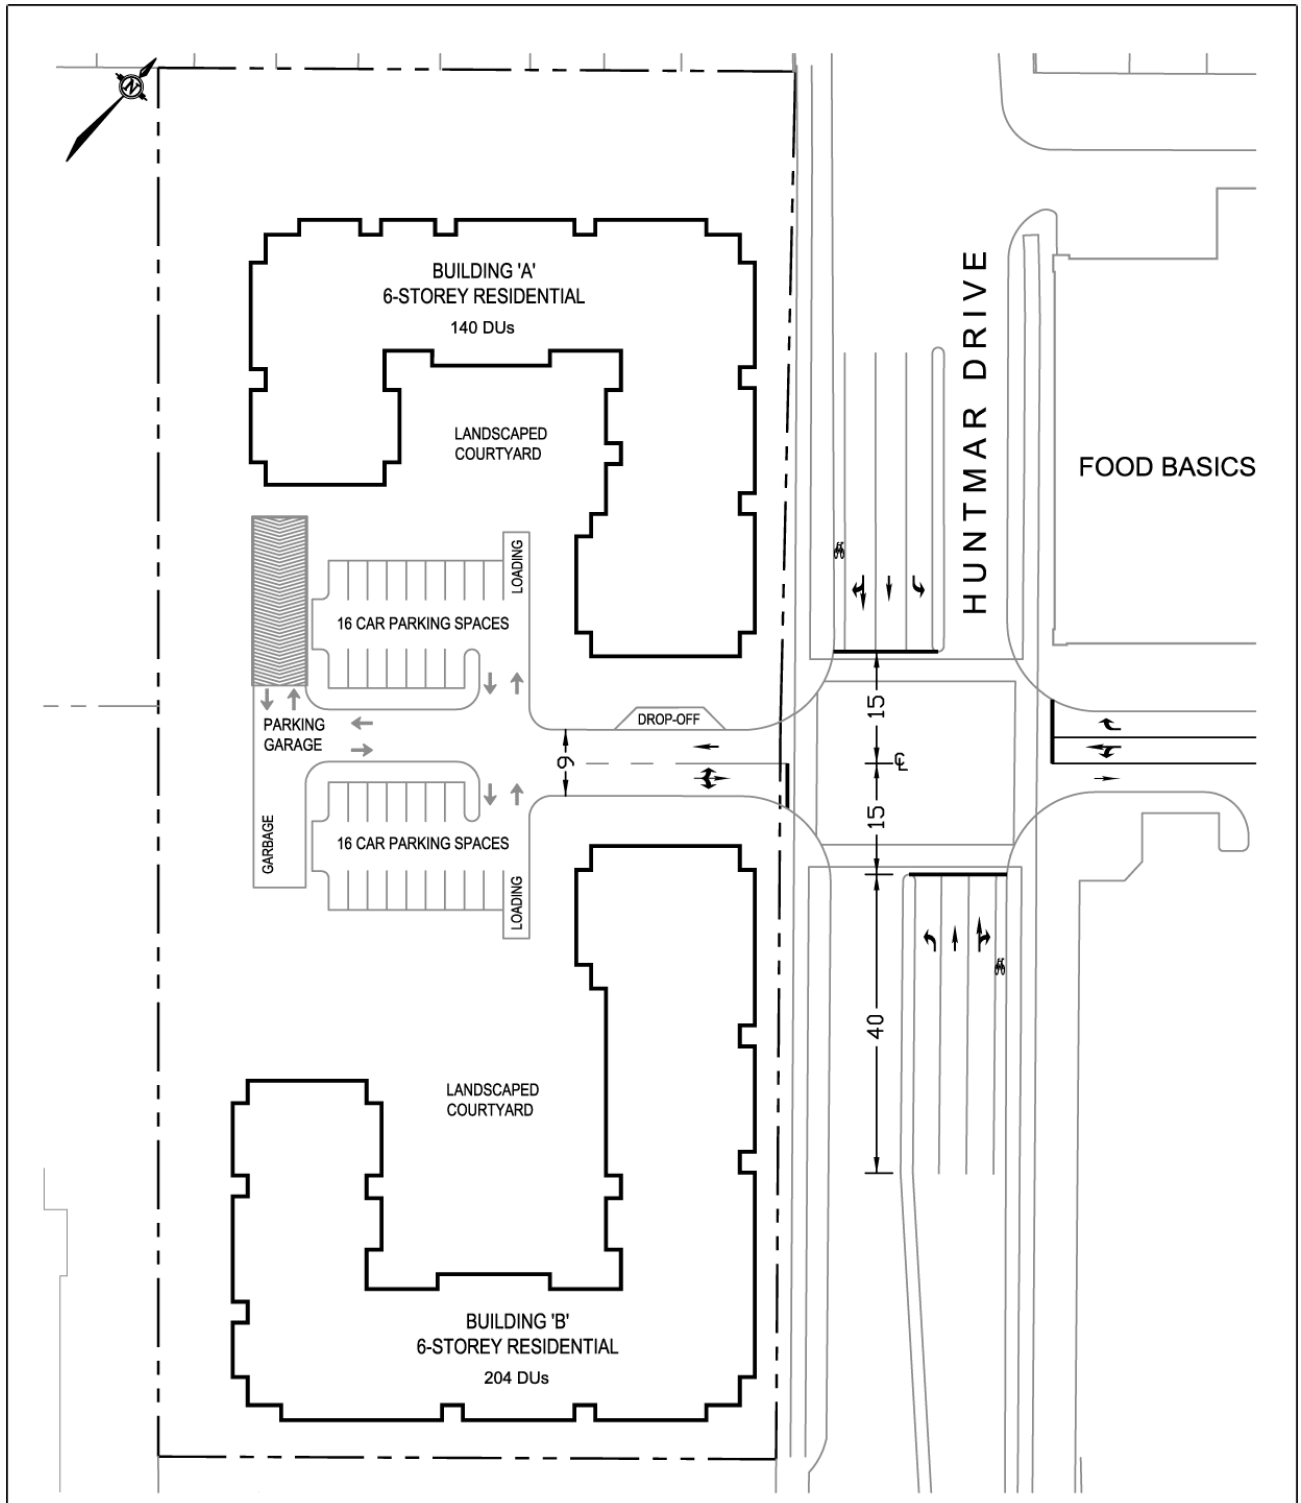 N
BUILDING 'A'
6-STOREY RESIDENTIAL
140 DUs
LANDSCAPED
COURTYARD
HUNTMAR DRIVE
FOOD BASICS
LOADING
16 CAR PARKING SPACES
15
DROP-OFF
PARKING
GARAGE
9
℄
15
GARBAGE
16 CAR PARKING SPACES
LOADING
40
LANDSCAPED
COURTYARD
BUILDING 'B'
6-STOREY RESIDENTIAL
204 DUs